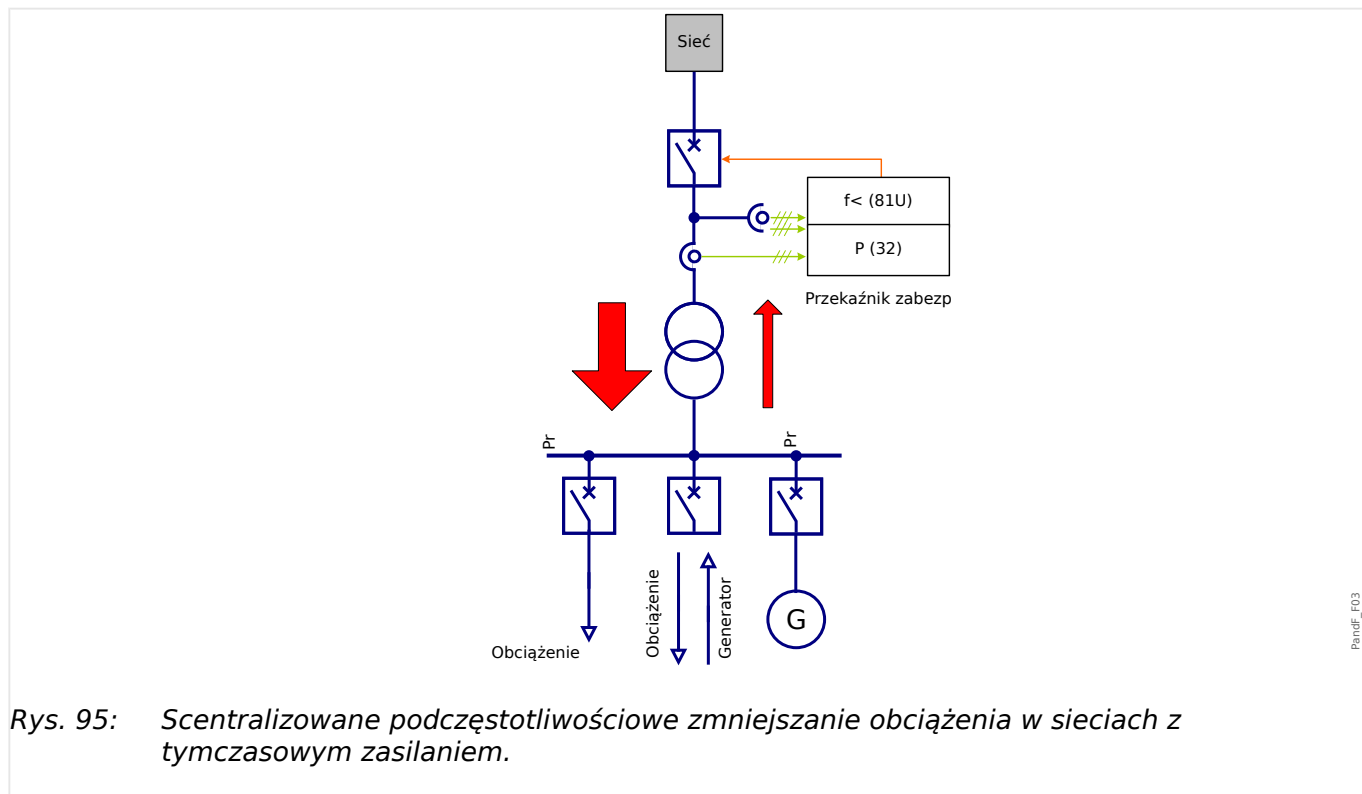 Sieć
f< (81U)
P (32)
Przekaźnik zabezp
Pr
Pr
Obciążenie
Obciążenie
Generator
G
PandF_F03
Rys. 95: Scentralizowane podczęstotliwościowe zmniejszanie obciążenia w sieciach z
tymczasowym zasilaniem.